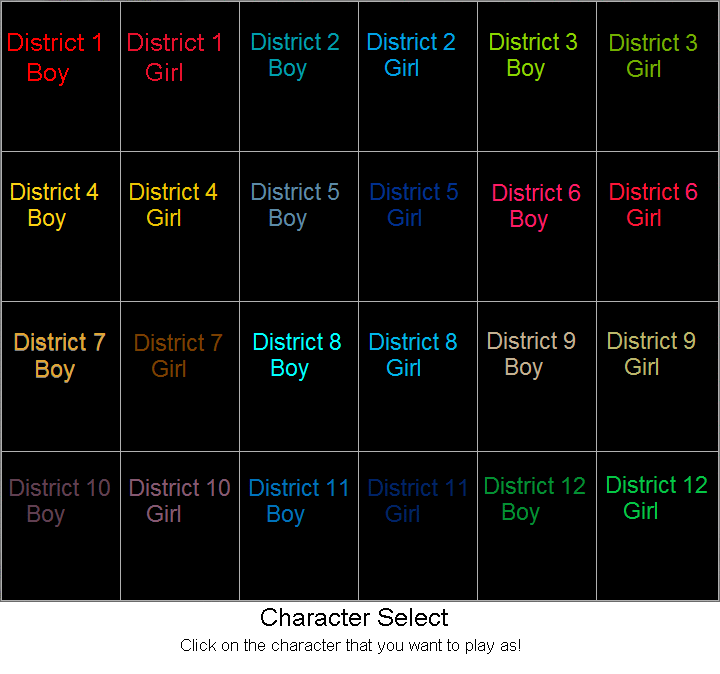 District 1
Boy
District 1
Girl
District 2
Boy
District 2
Girl
District 3
Boy
District 3
Girl
District 4
Boy
District 4
Girl
District 5
Boy
District 5
Girl
District 6
Boy
District 6
Girl
District 7
Boy
District 7
Girl
District 8
Boy
District 8
Girl
District 9
Boy
District 9
Girl
District 10
Boy
District 10
Girl
District 11
Boy
District 11
Girl
District 12
Boy
District 12
Girl
Character Select
Click on the character that you want to play as!